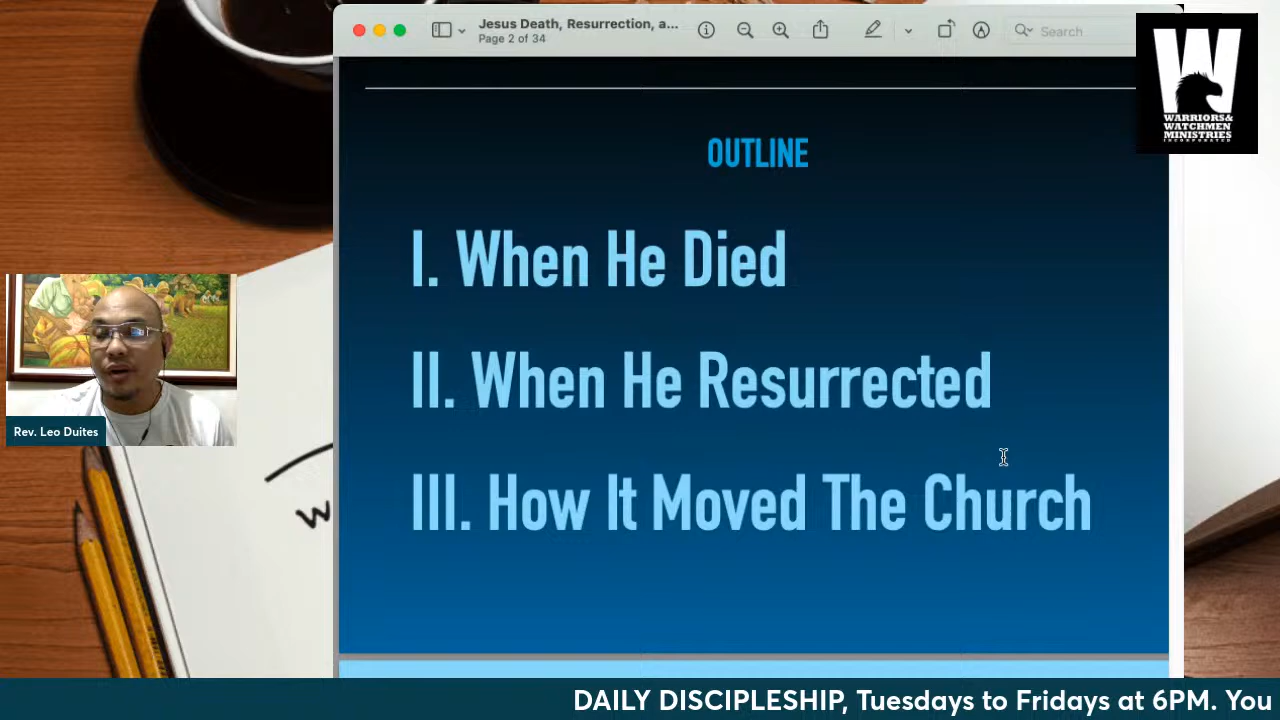 Jesus Death, Resurrection, a...
Page 2 of 34
Search
WARRIORS&
WATCHMEN
MINISTRIES
INCORPORATED
OUTLINE
I. When He Died
II. When He Resurrected
III. How It Moved The Church
Rev. Leo Duites
W
DAILY DISCIPLESHIP, Tuesdays to Fridays at 6PM. You